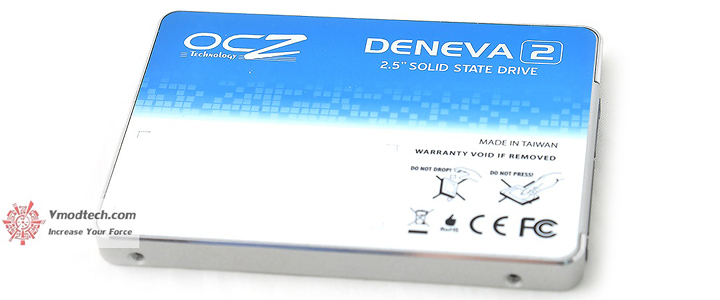 OCZ
Technology
DENEVA 2
2.5" SOLID STATE DRIVE
MADE IN TAIWAN
WARRANTY VOID IF REMOVED
DO NOT DROP!
DO NOT PRESS!
RoHS
CE FC
Vmodtech.com
Increase Your Force